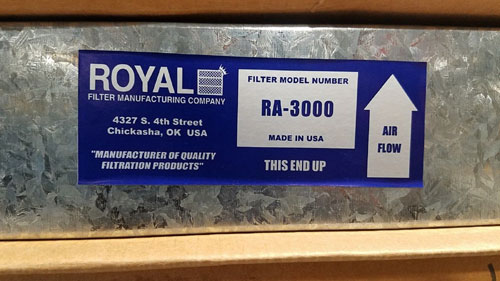 ROYAL
FILTER MANUFACTURING COMPANY
4327 S. 4th Street
Chickasha, OK USA
"MANUFACTURER OF QUALITY
FILTRATION PRODUCTS"
FILTER MODEL NUMBER
RA-3000
MADE IN USA
THIS END UP
AIR
FLOW